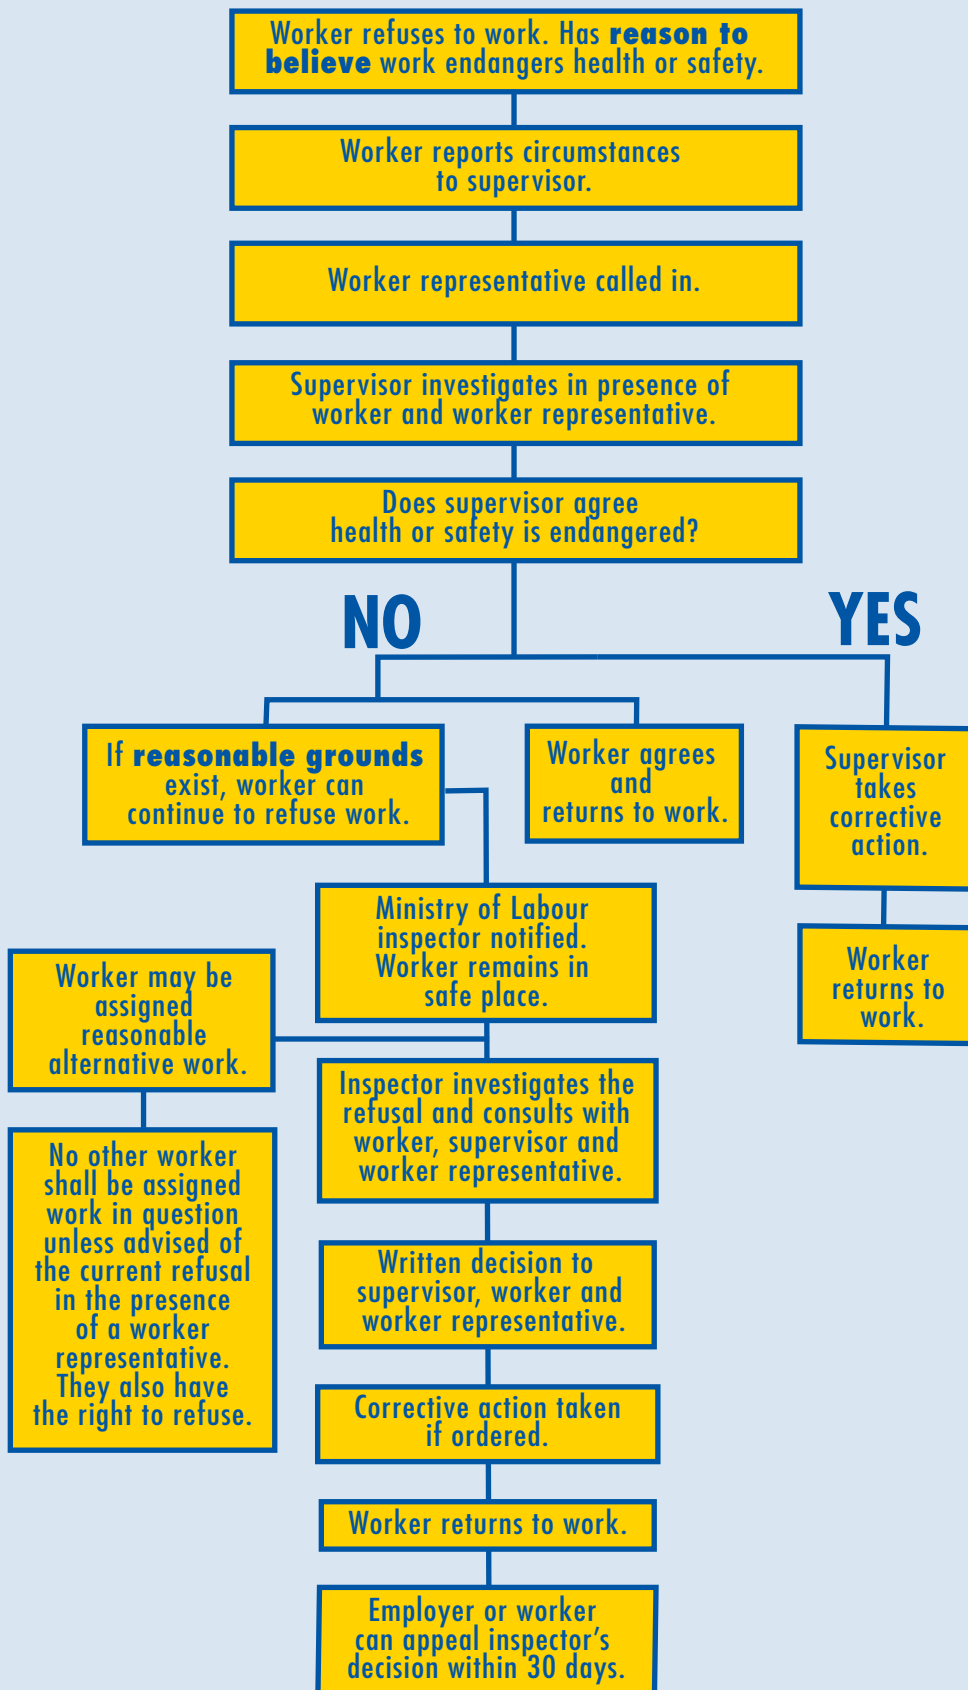 Worker refuses to work. Has reason to
believe work endangers health or safety.
Worker reports circumstances
to supervisor.
Worker representative called in.
Supervisor investigates in presence of
worker and worker representative.
Does supervisor agree
health or safety is endangered?
NO
YES
If reasonable grounds
exist, worker can
continue to refuse work.
Worker agrees
and
returns to work.
Supervisor
takes
corrective
action.
Ministry of Labour
inspector notified.
Worker remains in
safe place.
Worker
returns to
work.
Worker may be
assigned
reasonable
alternative work.
Inspector investigates the
refusal and consults with
worker, supervisor and
worker representative.
No other worker
shall be assigned
work in question
unless advised of
the current refusal
in the presence
of a worker
representative.
They also have
the right to refuse.
Written decision to
supervisor, worker and
worker representative.
Corrective action taken
if ordered.
Worker returns to work.
Employer or worker
can appeal inspector's
decision within 30 days.